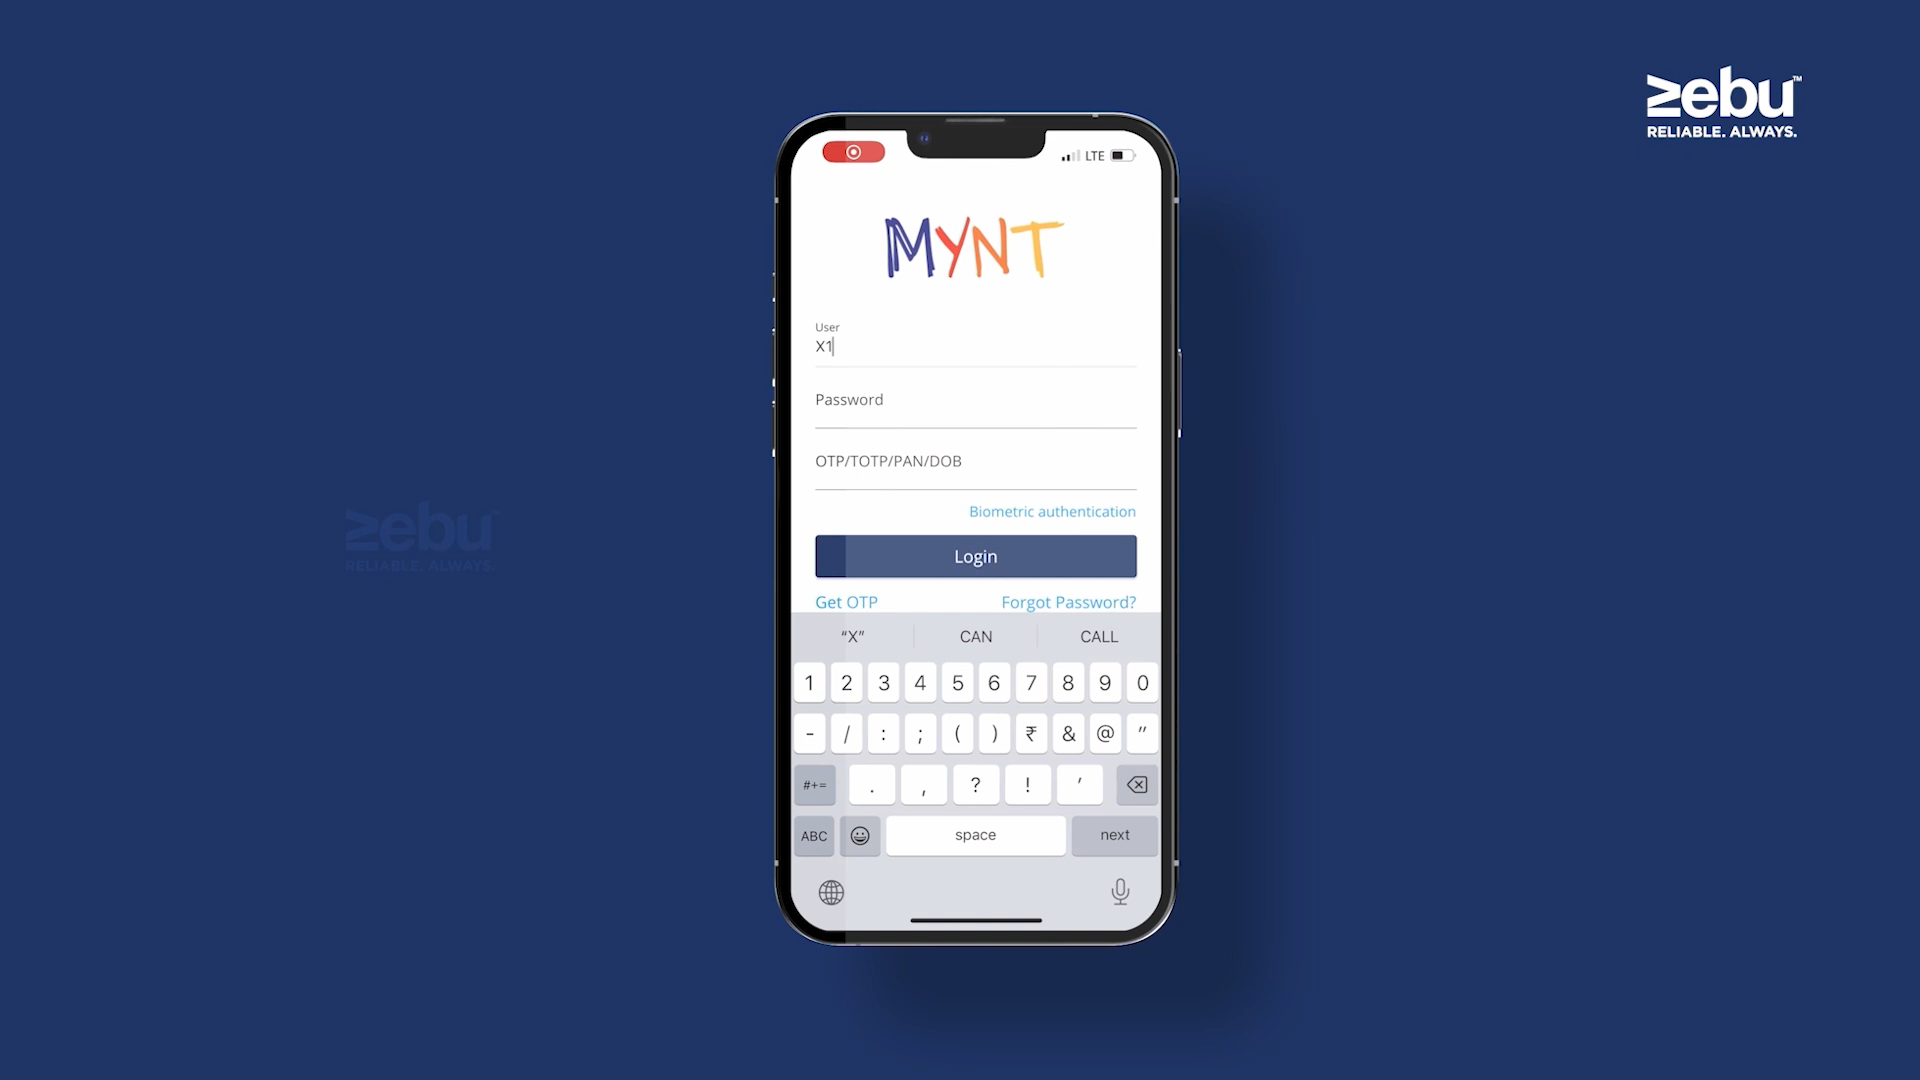 zebu™
RELIABLE. ALWAYS.
LTE
MYNT
User
X1
Password
OTP/TOTP/PAN/DOB
Biometric authentication
Login
Get OTP
Forgot Password?
zebu
RELIABLE. ALWAYS.
“X” CAN CALL
1 2 3 4 5 6 7 8 9 0
- / : ; ( ) ₹ & @ "
#+= . , ? ! '
ABC space next